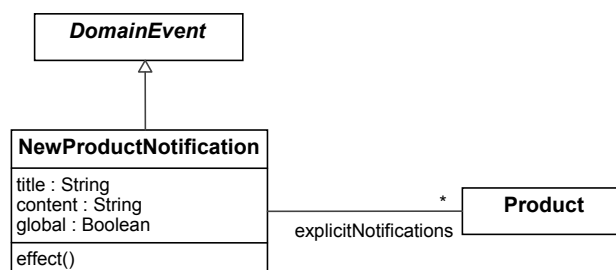 DomainEvent
NewProductNotification
title : String
content : String
global : Boolean
effect()
*
explicitNotifications
Product